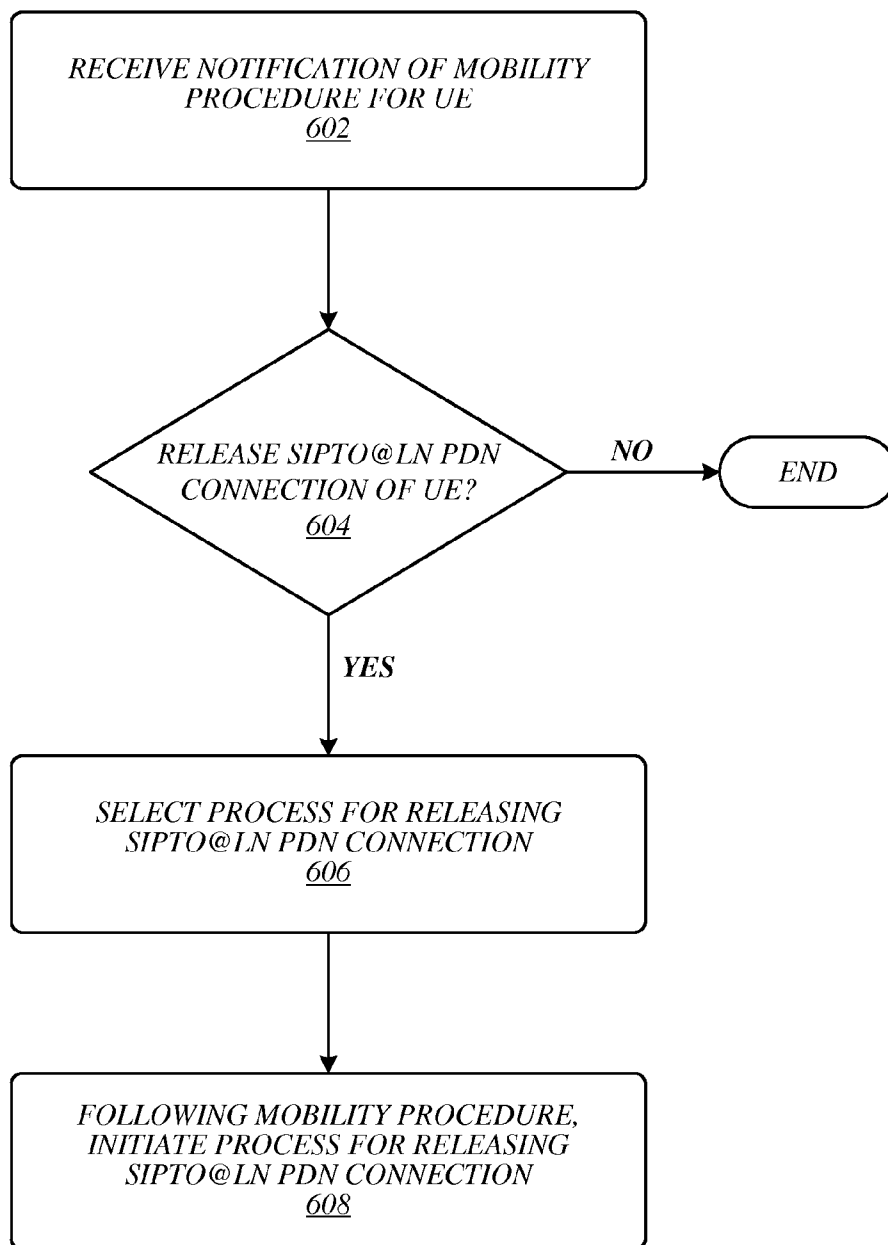 RECEIVE NOTIFICATION OF MOBILITY
PROCEDURE FOR UE
602
RELEASE SIPTO@LN PDN
CONNECTION OF UE?
604
NO
END
YES
SELECT PROCESS FOR RELEASING
SIPTO@LN PDN CONNECTION
606
FOLLOWING MOBILITY PROCEDURE,
INITIATE PROCESS FOR RELEASING
SIPTO@LN PDN CONNECTION
608